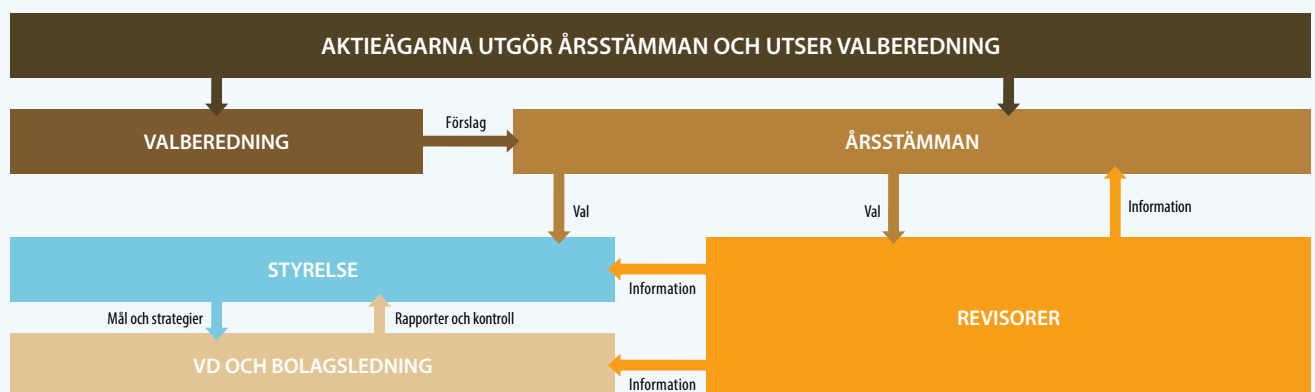 AKTIEÄGARNA UTGÖR ÅRSSTÄMMAN OCH UTSER VALBEREDNING
VALBEREDNING
Förslag
ÅRSSTÄMMAN
Val
Val
Information
STYRELSE
Information
REVISORER
Mål och strategier
Rapporter och kontroll
VD OCH BOLAGSLEDNING
Information